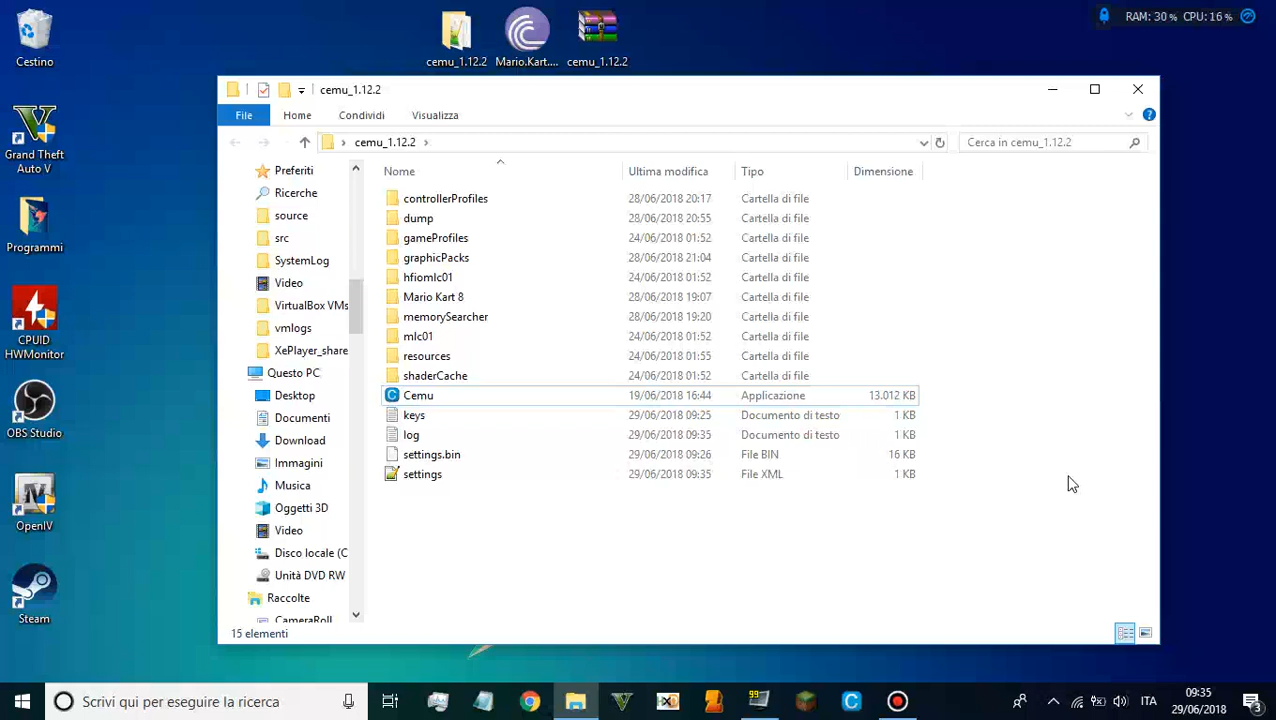 RAM: 30 % CPU: 16 %
Cestino
cemu_1.12.2
Mario.Kart....
cemu_1.12.2
Grand Theft
Auto V
Programmi
CPUID
HWMonitor
OBS Studio
OpenIV
Steam
cemu_1.12.2
File Home Condividi Visualizza
cemu_1.12.2
Cerca in cemu_1.12.2
Preferiti
Ricerche
source
src
SystemLog
Video
VirtualBox VMs
vmlogs
XePlayer_share
Questo PC
Desktop
Documenti
Download
Immagini
Musica
Oggetti 3D
Video
Disco locale (C
Unità DVD RW
Raccolte
CameraRoll
Nome Ultima modifica Tipo Dimensione
controllerProfiles 28/06/2018 20:17 Cartella di file
dump 28/06/2018 20:55 Cartella di file
gameProfiles 24/06/2018 01:52 Cartella di file
graphicPacks 28/06/2018 21:04 Cartella di file
hfiomlc01 24/06/2018 01:52 Cartella di file
Mario Kart 8 28/06/2018 19:07 Cartella di file
memorySearcher 28/06/2018 19:20 Cartella di file
mlc01 24/06/2018 01:52 Cartella di file
resources 24/06/2018 01:55 Cartella di file
shaderCache 24/06/2018 01:52 Cartella di file
Cemu 19/06/2018 16:44 Applicazione 13.012 KB
keys 29/06/2018 09:25 Documento di testo 1 KB
log 29/06/2018 09:35 Documento di testo 1 KB
settings.bin 29/06/2018 09:26 File BIN 16 KB
settings 29/06/2018 09:35 File XML 1 KB
15 elementi
Scrivi qui per eseguire la ricerca
99
ITA
09:35
29/06/2018
3